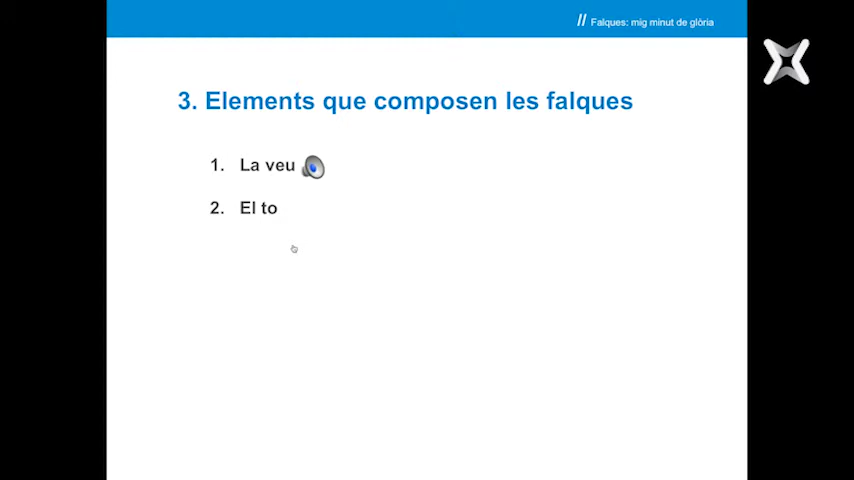 // Falques: mig minut de glòria
3. Elements que composen les falques
1. La veu
2. El to